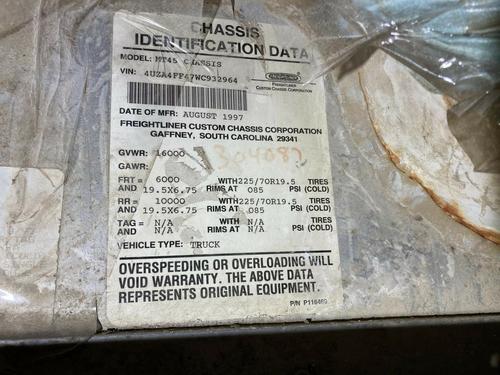 CHASSIS
IDENTIFICATION DATA
MODEL: MT45 CHASSIS
VIN: 4UZA4FF47WC932964
FREIGHTLINER
CUSTOM CHASSIS CORPORATION
DATE OF MFR: AUGUST 1997
FREIGHTLINER CUSTOM CHASSIS CORPORATION
GAFFNEY, SOUTH CAROLINA 29341
GVWR: 16000
GAWR:
FRT = 6000 WITH 225/70R19.5 TIRES
AND 19.5X6.75 RIMS AT 085 PSI (COLD)
RR = 10000 WITH 225/70R19.5 TIRES
AND 19.5X6.75 RIMS AT 085 PSI (COLD)
TAG = N/A WITH N/A TIRES
AND N/A RIMS AT N/A PSI (COLD)
VEHICLE TYPE: TRUCK
OVERSPEEDING OR OVERLOADING WILL
VOID WARRANTY. THE ABOVE DATA
REPRESENTS ORIGINAL EQUIPMENT.